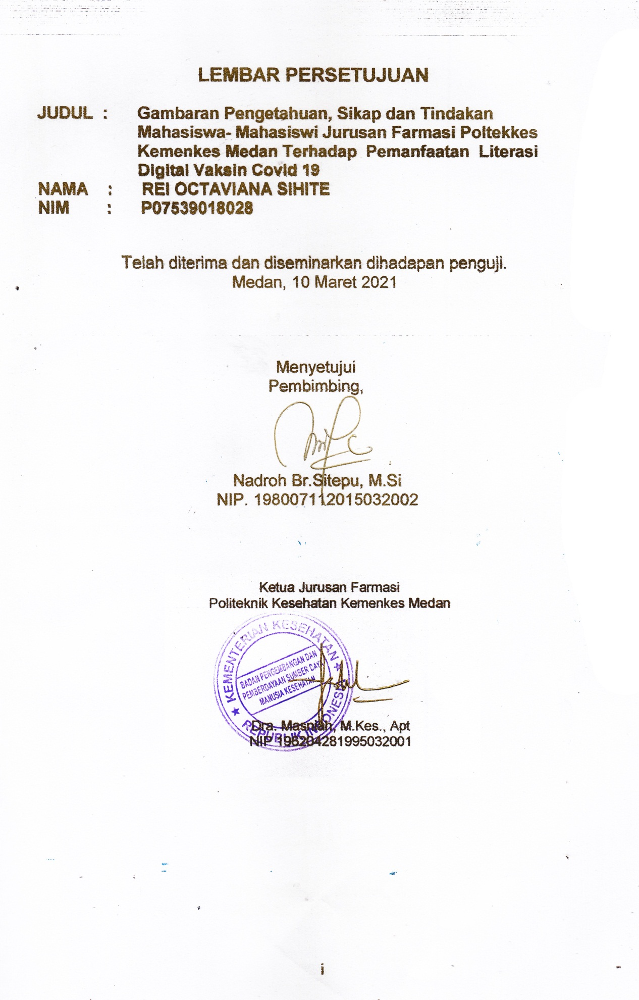 LEMBAR PERSETUJUAN
JUDUL : Gambaran Pengetahuan, Sikap dan Tindakan
Mahasiswa- Mahasiswi Jurusan Farmasi Poltekkes
Kemenkes Medan Terhadap Pemanfaatan Literasi
Digital Vaksin Covid 19
NAMA : REI OCTAVIANA SIHITE
NIM : P07539018028
Telah diterima dan diseminarkan dihadapan penguji.
Medan, 10 Maret 2021
Menyetujui
Pembimbing,
Nadroh Br.Sitepu, M.Si
NIP. 198007112015032002
Ketua Jurusan Farmasi
Politeknik Kesehatan Kemenkes Medan
KEMENTERIAN KESEHATAN
BADAN PENGEMBANGAN DAN
PEMBERDAYAAN SUMBER DAYA
MANUSIA KESEHATAN
REPUBLIK INDONESIA
Dra. Masniah, M.Kes., Apt
NIP 196204281995032001
i